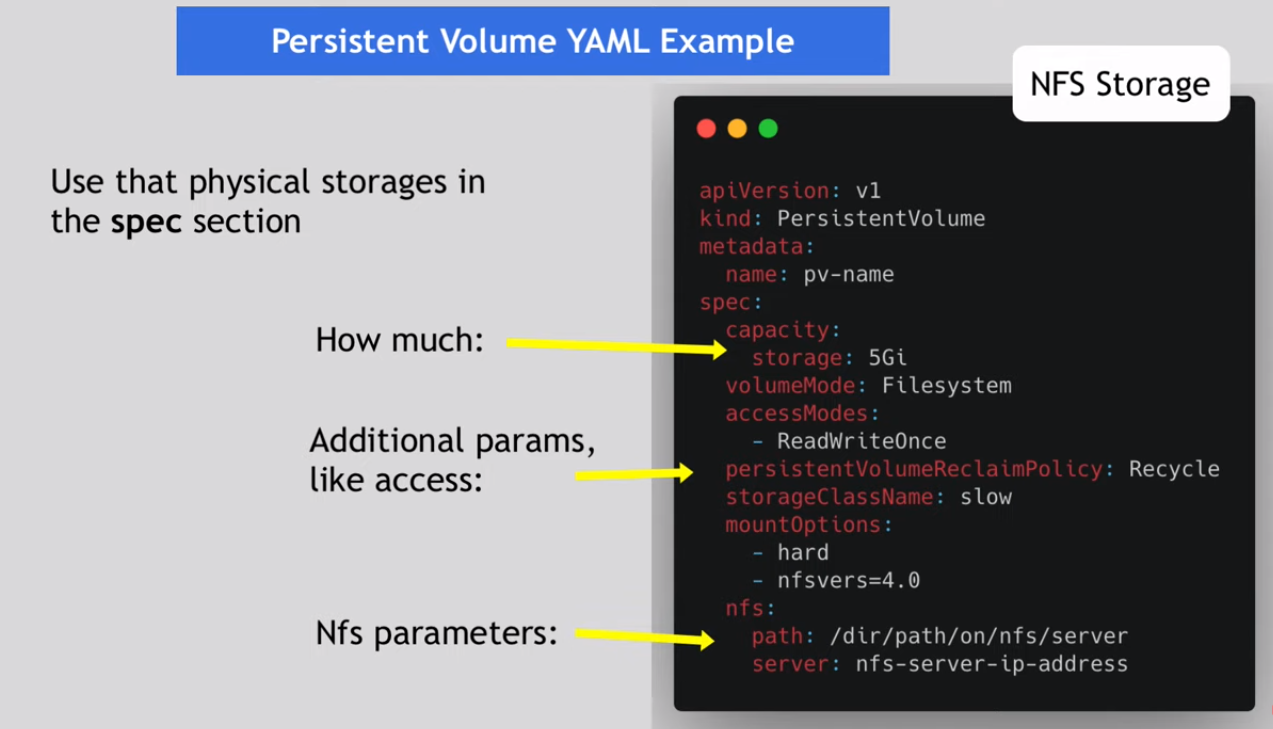 Persistent Volume YAML Example
NFS Storage
Use that physical storages in
the spec section
How much:
Additional params,
like access:
Nfs parameters:
apiVersion: v1
kind: PersistentVolume
metadata:
  name: pv-name
spec:
  capacity:
    storage: 5Gi
  volumeMode: Filesystem
  accessModes:
    - ReadWriteOnce
  persistentVolumeReclaimPolicy: Recycle
  storageClassName: slow
  mountOptions:
    - hard
    - nfsvers=4.0
  nfs:
    path: /dir/path/on/nfs/server
    server: nfs-server-ip-address